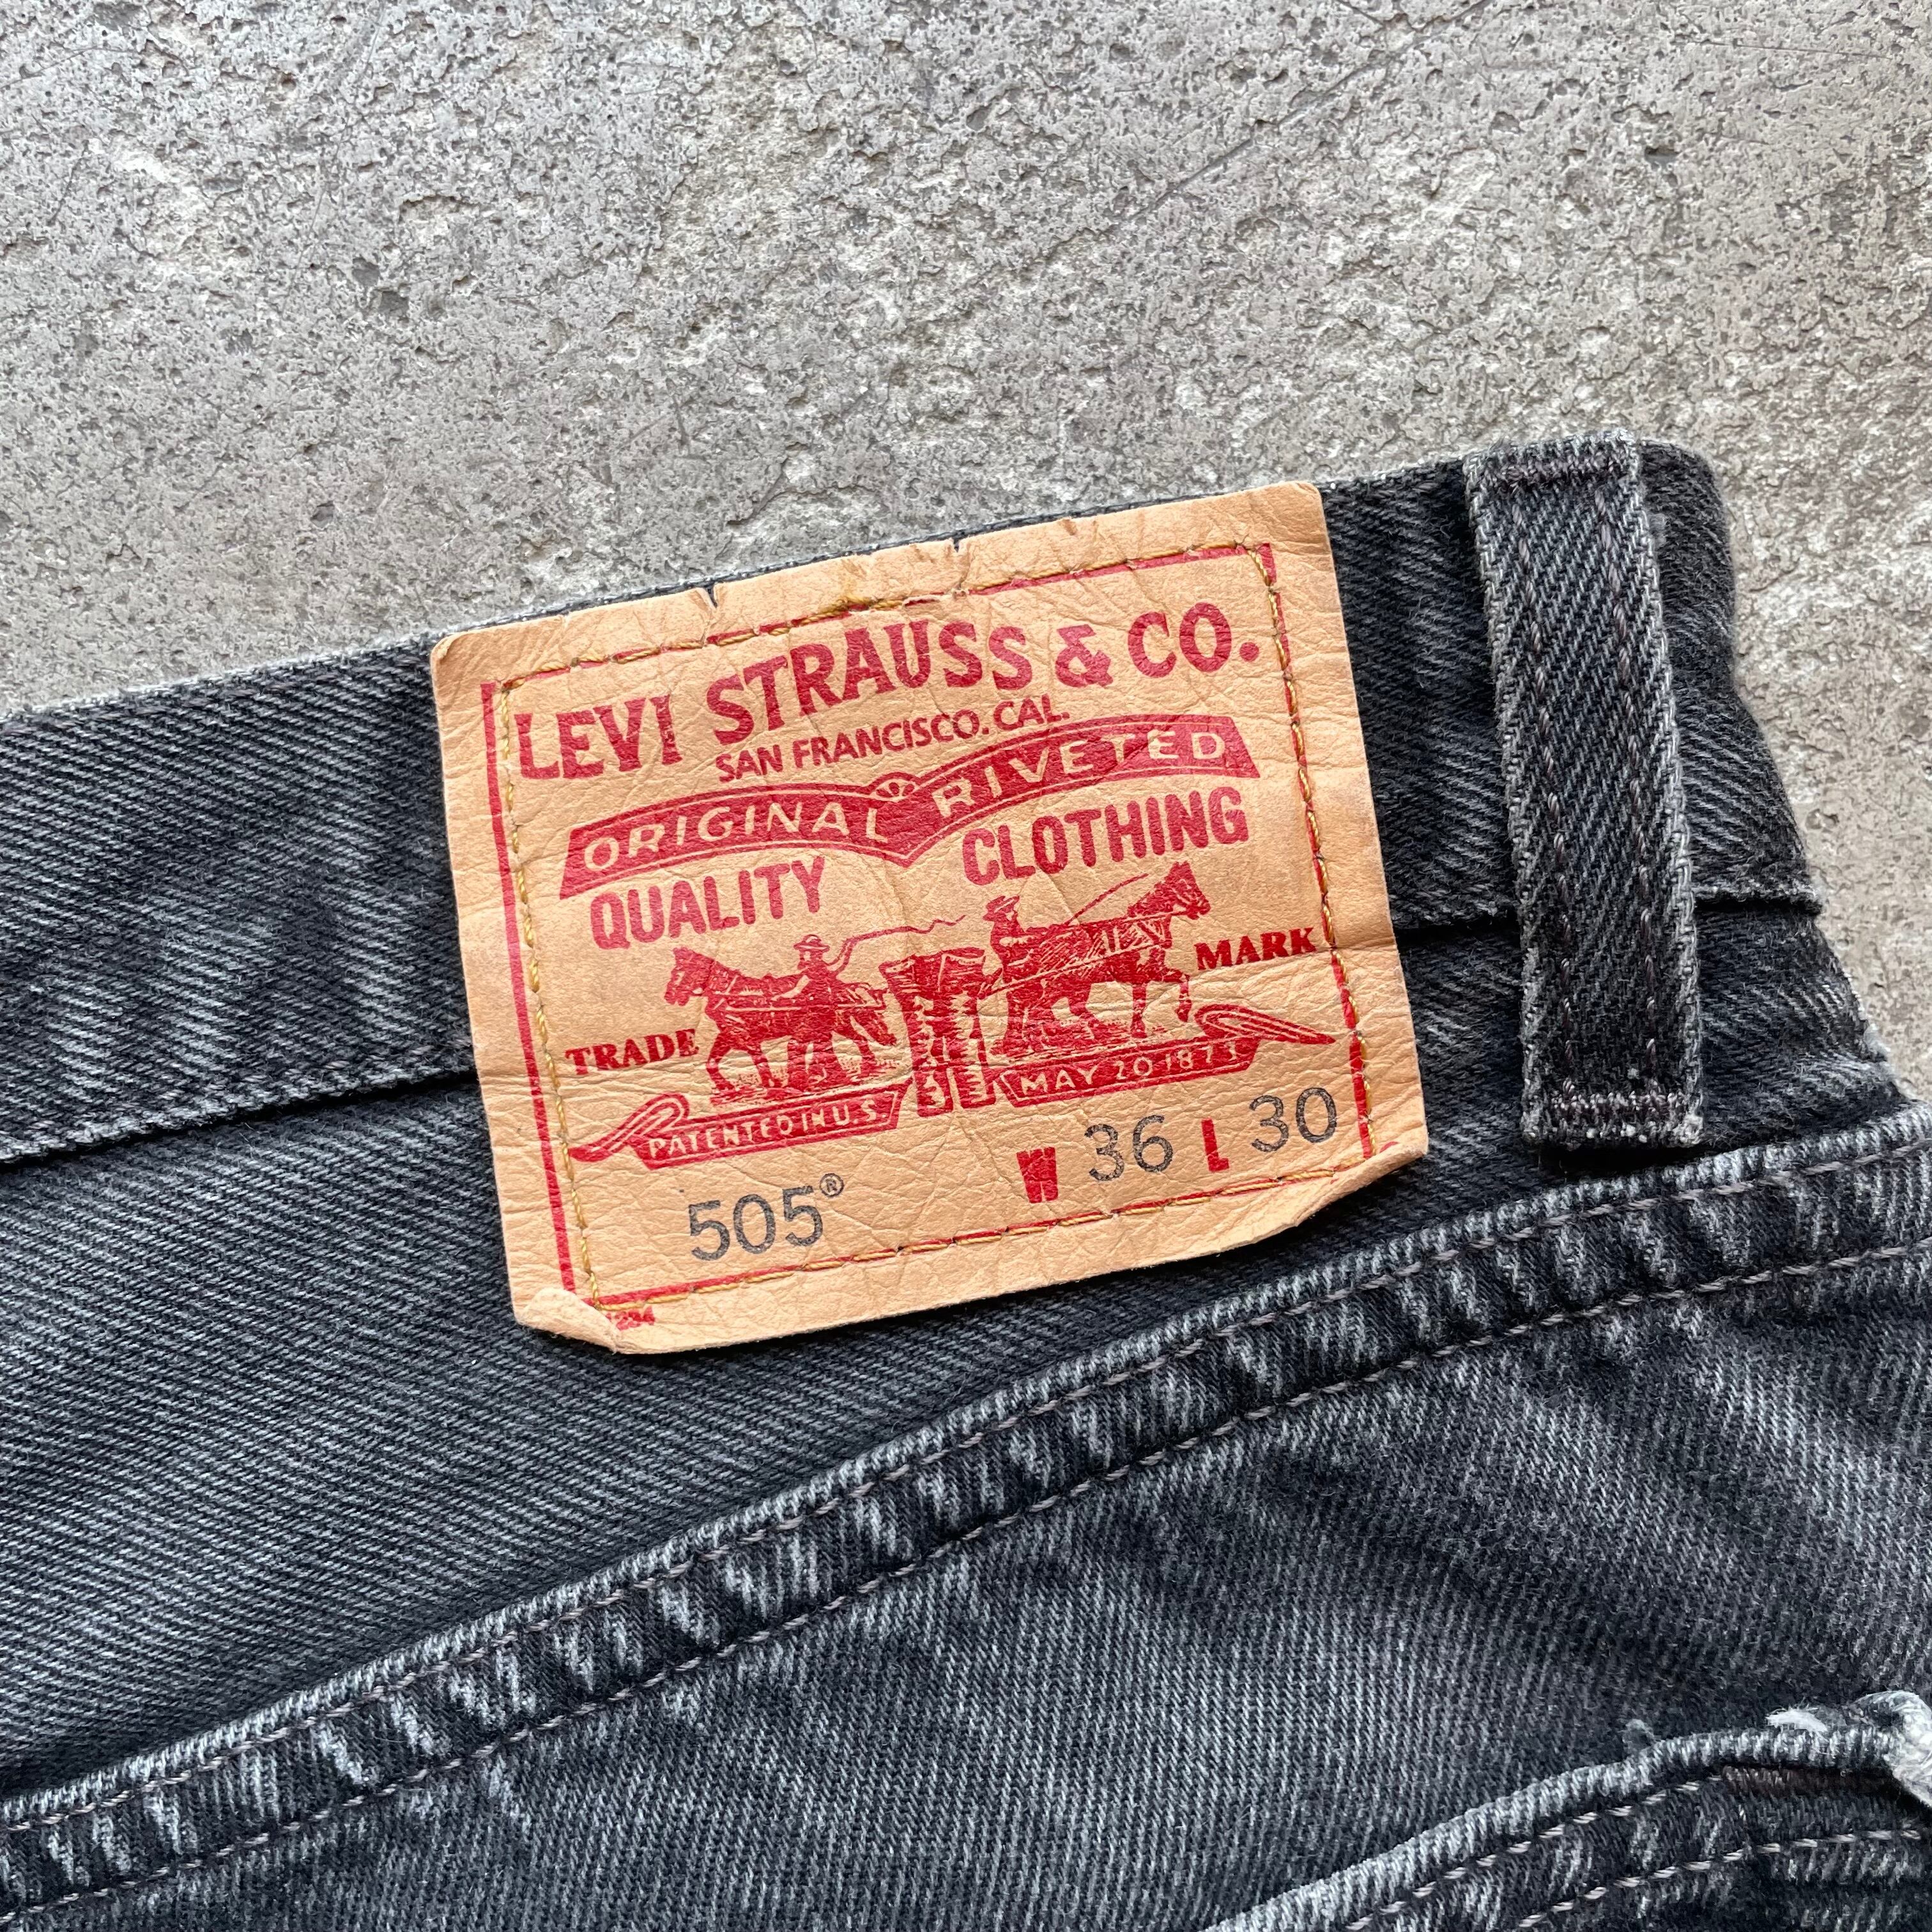 LEVI STRAUSS & CO.
SAN FRANCISCO. CAL.
ORIGINAL RIVETED
QUALITY CLOTHING
TRADE MARK
PATENTED IN U.S. MAY 20 1873
505® W 36 L 30